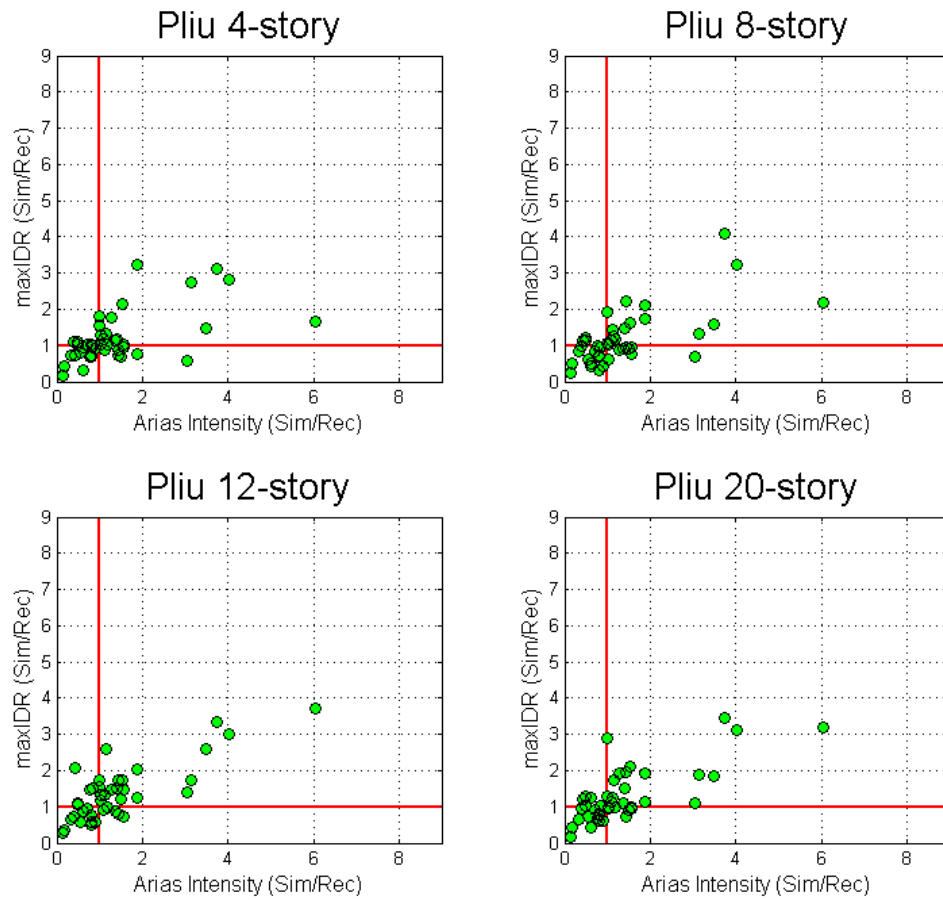 Pliu 4-story
9
8
7
6
5
4
3
2
1
0
maxIDR (Sim/Rec)
0 2 4 6 8
Arias Intensity (Sim/Rec)
Pliu 8-story
9
8
7
6
5
4
3
2
1
0
maxIDR (Sim/Rec)
0 2 4 6 8
Arias Intensity (Sim/Rec)
Pliu 12-story
9
8
7
6
5
4
3
2
1
0
maxIDR (Sim/Rec)
0 2 4 6 8
Arias Intensity (Sim/Rec)
Pliu 20-story
9
8
7
6
5
4
3
2
1
0
maxIDR (Sim/Rec)
0 2 4 6 8
Arias Intensity (Sim/Rec)